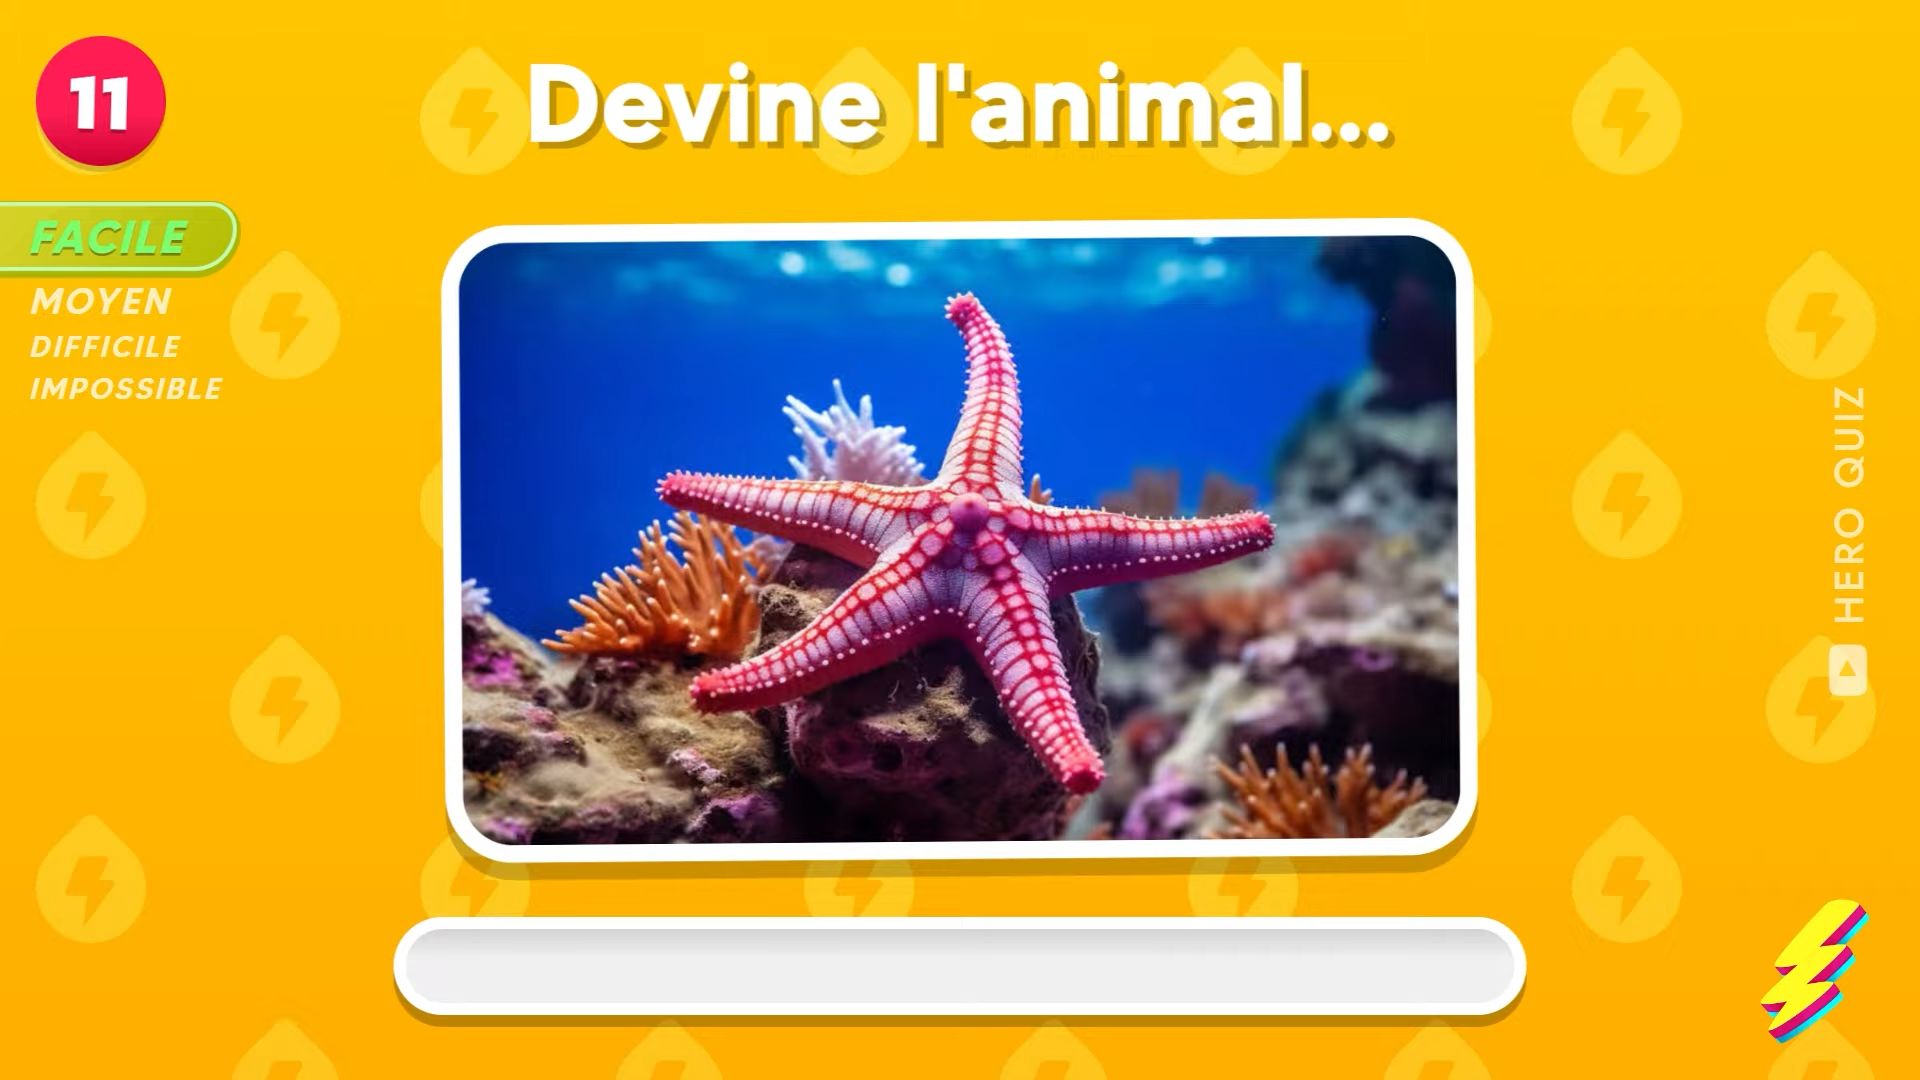 11
Devine l'animal...
FACILE
MOYEN
DIFFICILE
IMPOSSIBLE
HERO QUIZ